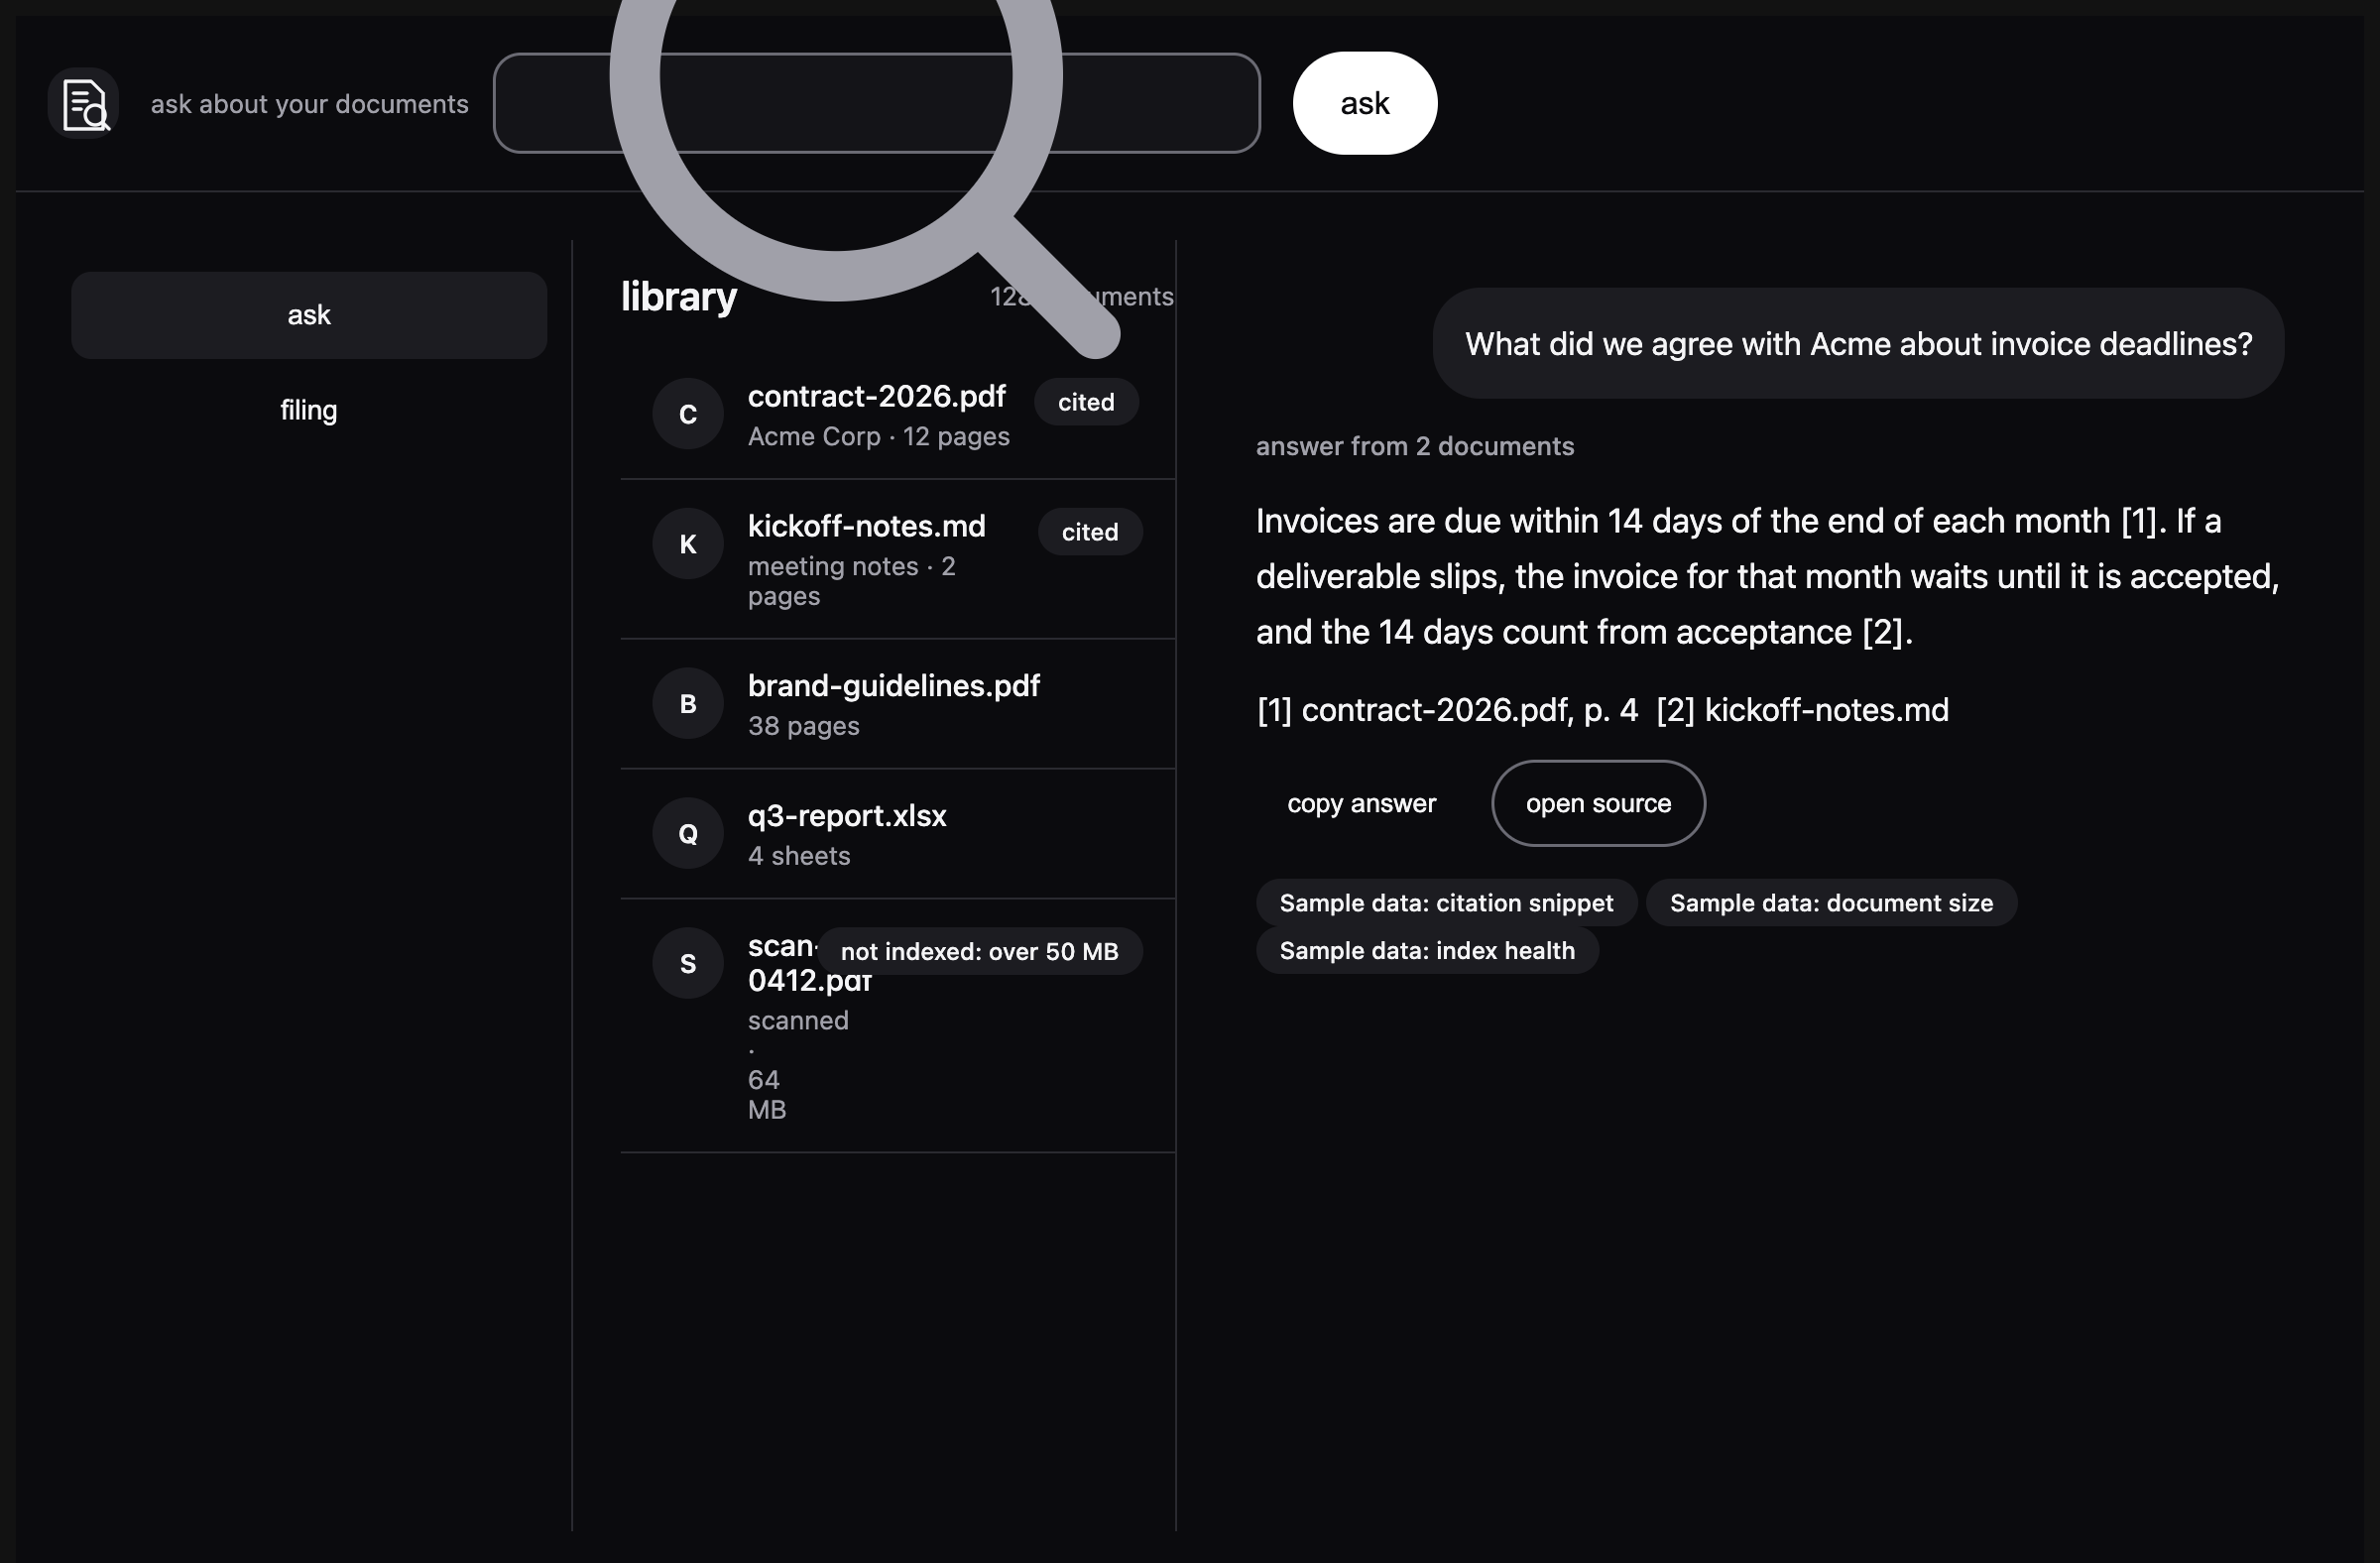 ask about your documents
ask
ask
filing
library
C
contract-2026.pdf
cited
Acme Corp · 12 pages
K
kickoff-notes.md
cited
meeting notes · 2
pages
B
brand-guidelines.pdf
38 pages
Q
q3-report.xlsx
4 sheets
S
scan-
not indexed: over 50 MB
0412.pdf
scanned
·
64
MB
What did we agree with Acme about invoice deadlines?
answer from 2 documents
Invoices are due within 14 days of the end of each month [1]. If a
deliverable slips, the invoice for that month waits until it is accepted,
and the 14 days count from acceptance [2].
[1] contract-2026.pdf, p. 4 [2] kickoff-notes.md
copy answer
open source
Sample data: citation snippet
Sample data: document size
Sample data: index health